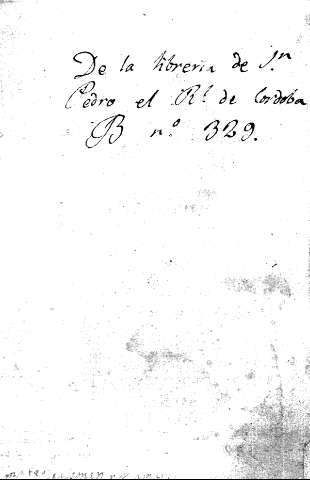 De la libreria de Sn.
Pedro el Rl. de Cordoba
B nº. 329.